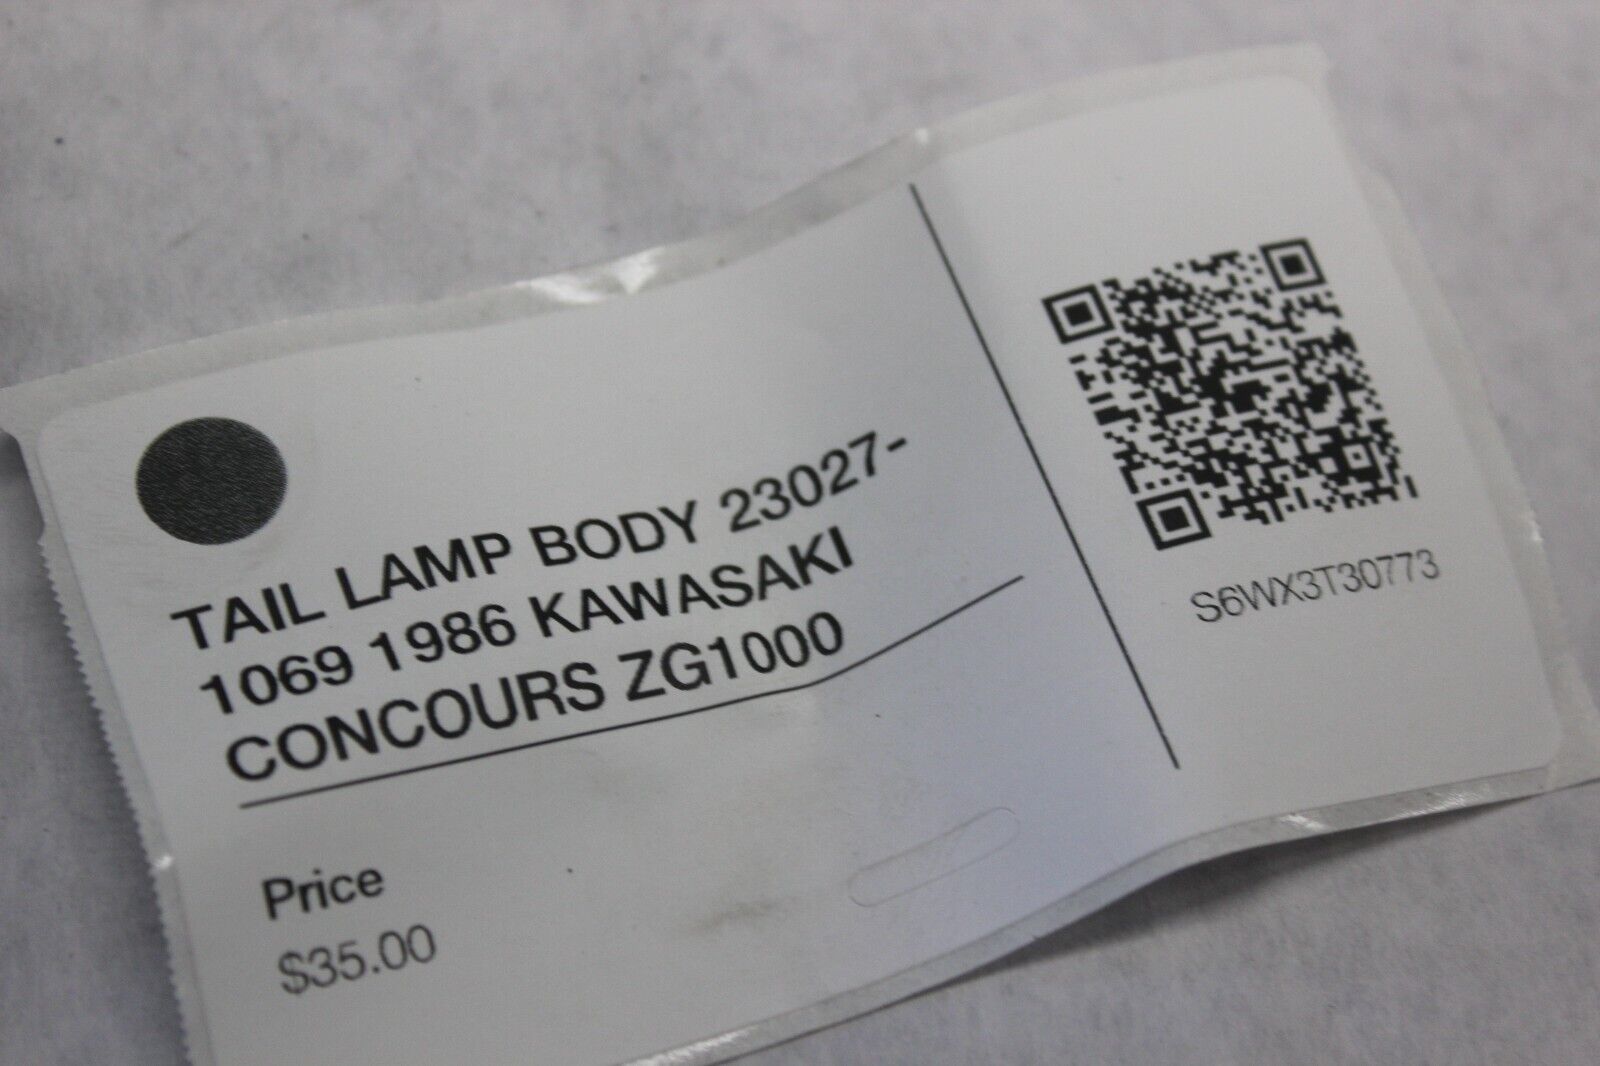 TAIL LAMP BODY 23027-
1069 1986 KAWASAKI
CONCOURS ZG1000
Price
$35.00
S6WX3T30773